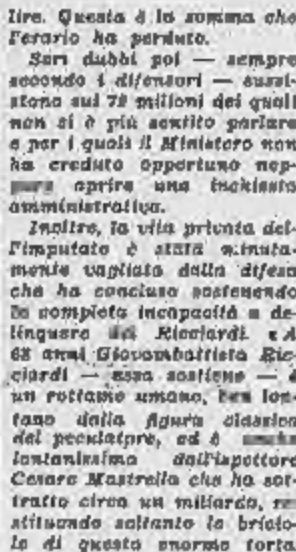 lire. Questa è la somma che
Ferario ha perduto.
Seri dubbi poi — sempre
secondo i difensori — sussi-
stono sui 78 milioni dei quali
non si è più sentito parlare
e per i quali il Ministero non
ha creduto opportuno nep-
pure aprire una inchiesta
amministrativa.
Inoltre, la vita privata del-
l'imputato è stata minuta-
mente vagliata dalla difesa
che ha concluso sostenendo
la completa incapacità a de-
linquere del Ricciardi. « A
68 anni Giovambattista Ric-
ciardi — essa sostiene — è
un rottame umano, ben lon-
tano dalla figura classica
del peculatore, ed è anche
lontanissimo dall'ispettore
Cesare Mastrella che ha sot-
tratto circa un miliardo, re-
stituendo soltanto le bricio-
le di questa enorme torta